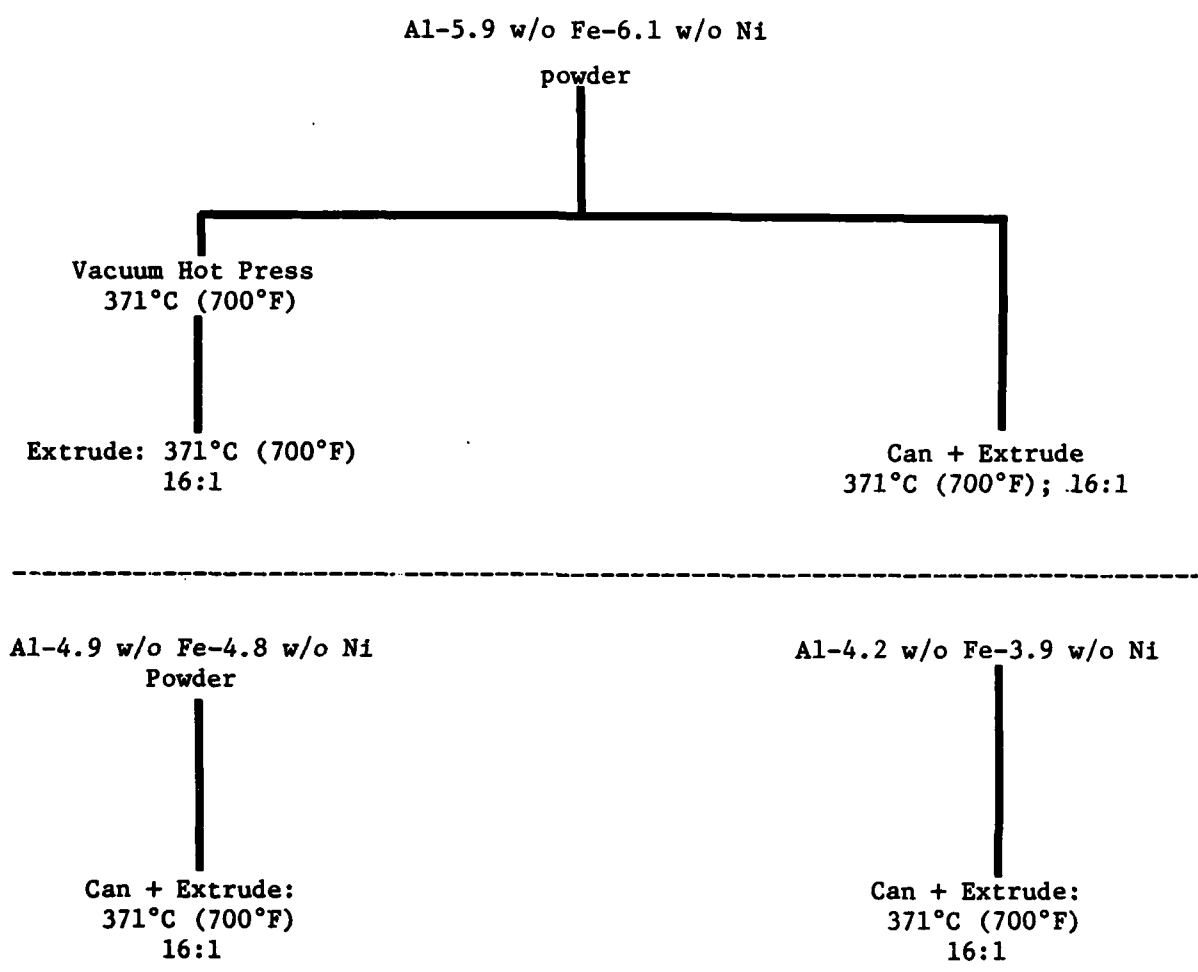 Al-5.9 w/o Fe-6.1 w/o Ni
powder
Vacuum Hot Press
371°C (700°F)
Extrude: 371°C (700°F)
16:1
Can + Extrude
371°C (700°F); 16:1
Al-4.9 w/o Fe-4.8 w/o Ni
Powder
Can + Extrude:
371°C (700°F)
16:1
Al-4.2 w/o Fe-3.9 w/o Ni
Can + Extrude:
371°C (700°F)
16:1